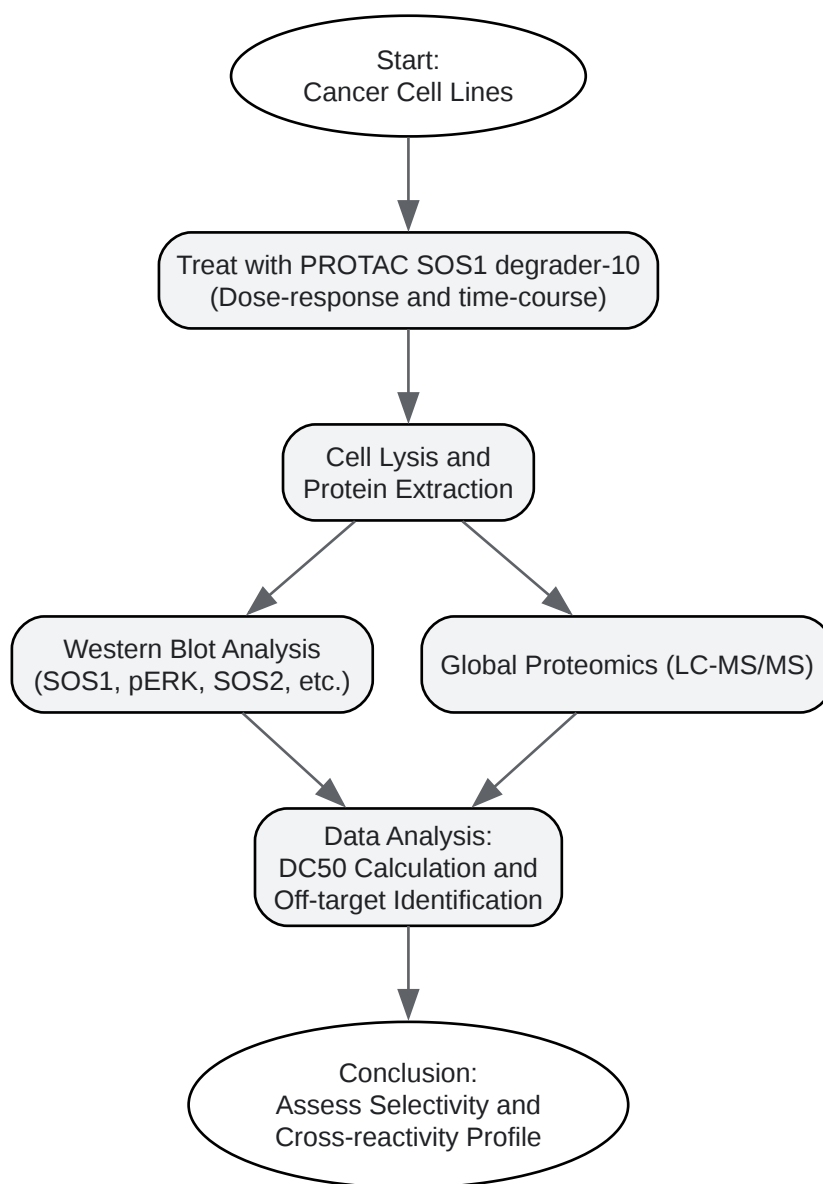 Start:
Cancer Cell Lines
Treat with PROTAC SOS1 degrader-10
(Dose-response and time-course)
Cell Lysis and
Protein Extraction
Western Blot Analysis
(SOS1, pERK, SOS2, etc.)
Global Proteomics (LC-MS/MS)
Data Analysis:
DC50 Calculation and
Off-target Identification
Conclusion:
Assess Selectivity and
Cross-reactivity Profile